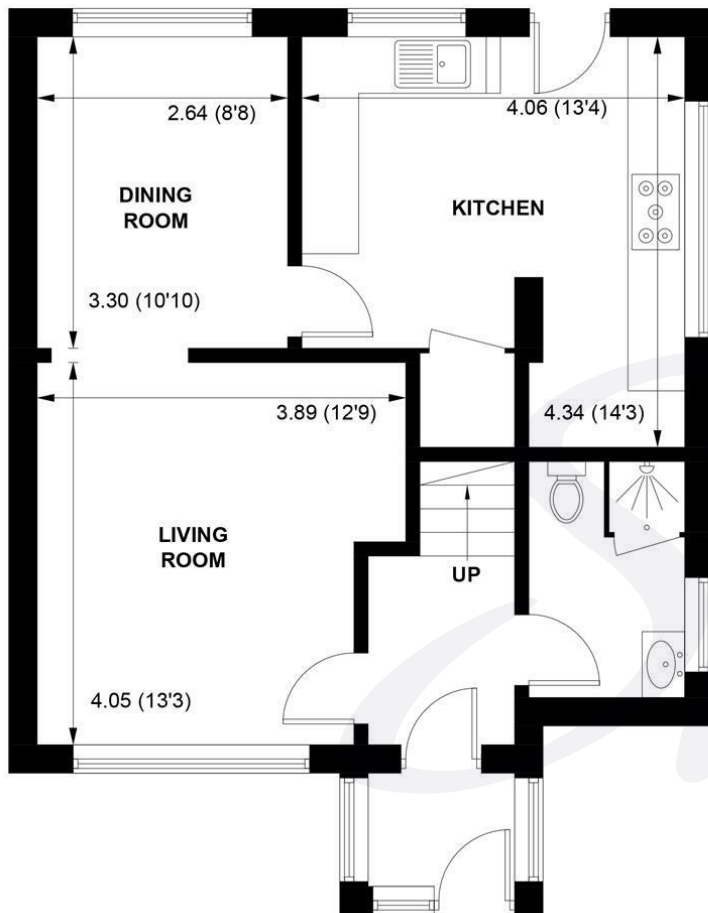 2.64 (8'8)
4.06 (13'4)
DINING
ROOM
KITCHEN
3.30 (10'10)
3.89 (12'9)
4.34 (14'3)
LIVING
ROOM
UP
4.05 (13'3)